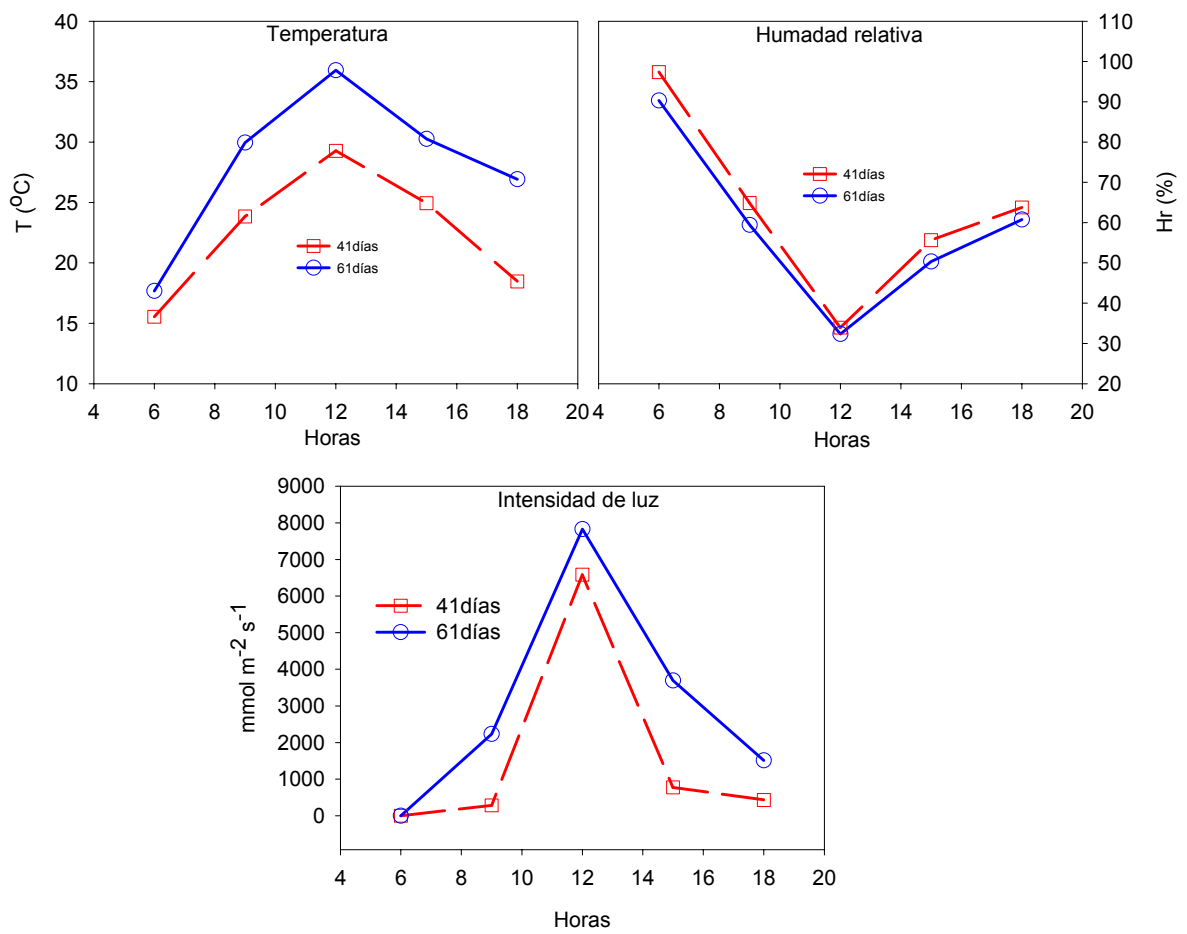 Temperatura
40
35
30
25
20
15
10
T (ºC)
41días
61días
4 6 8 10 12 14 16 18 20
Horas
Humadad relativa
110
100
90
80
70
60
50
40
30
20
Hr (%)
41días
61días
4 6 8 10 12 14 16 18 20
Horas
Intensidad de luz
9000
8000
7000
6000
5000
4000
3000
2000
1000
0
mmol m-2 s-1
41días
61días
4 6 8 10 12 14 16 18 20
Horas